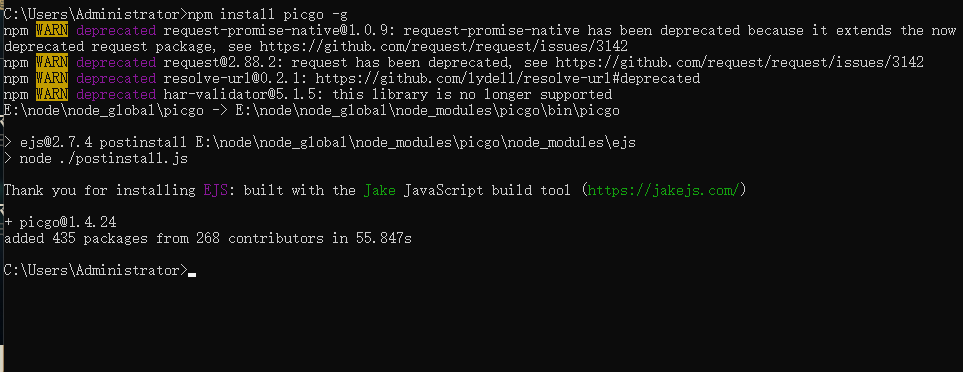 C:\Users\Administrator>npm install picgo -g
npm WARN deprecated request-promise-native@1.0.9: request-promise-native has been deprecated because it extends the now
deprecated request package, see https://github.com/request/request/issues/3142
npm WARN deprecated request@2.88.2: request has been deprecated, see https://github.com/request/request/issues/3142
npm WARN deprecated resolve-url@0.2.1: https://github.com/lydell/resolve-url#deprecated
npm WARN deprecated har-validator@5.1.5: this library is no longer supported
E:\node\node_global\picgo -> E:\node\node_global\node_modules\picgo\bin\picgo
> ejs@2.7.4 postinstall E:\node\node_global\node_modules\picgo\node_modules\ejs
> node ./postinstall.js
Thank you for installing EJS: built with the Jake JavaScript build tool (https://jakejs.com/)
+ picgo@1.4.24
added 435 packages from 268 contributors in 55.847s
C:\Users\Administrator>